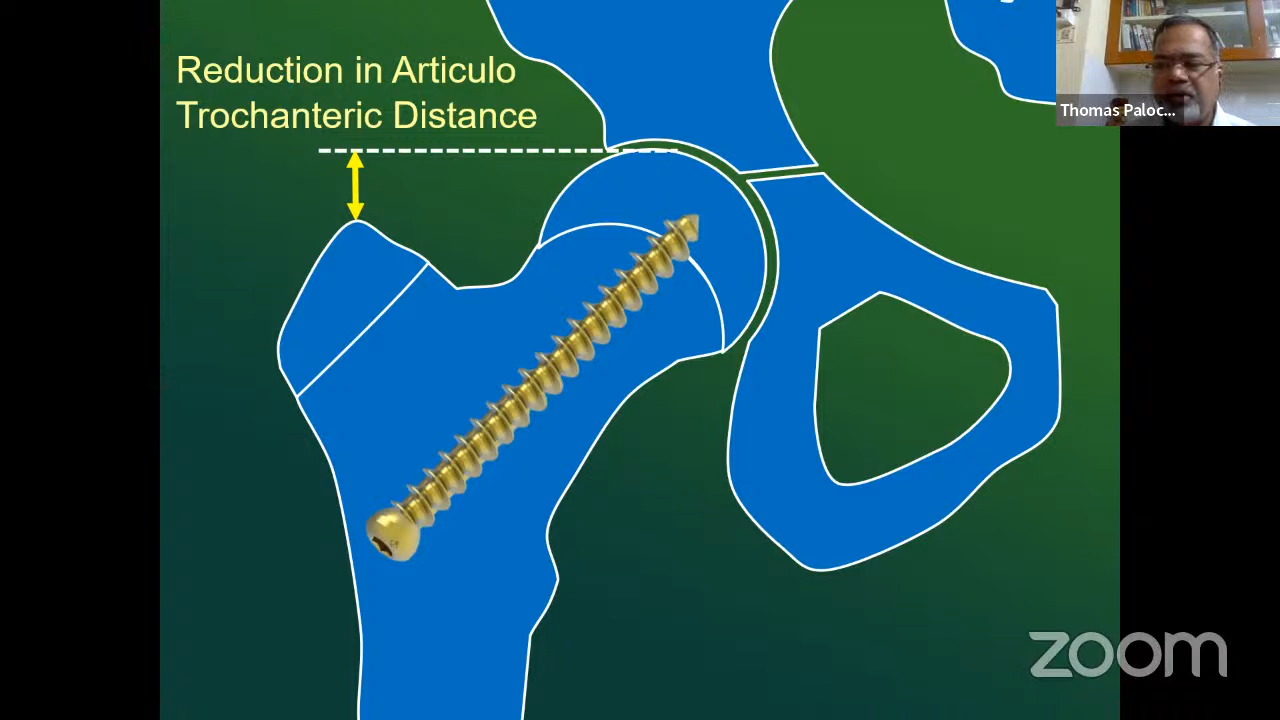 Reduction in Articulo
Trochanteric Distance
Thomas Paloc...
zoom